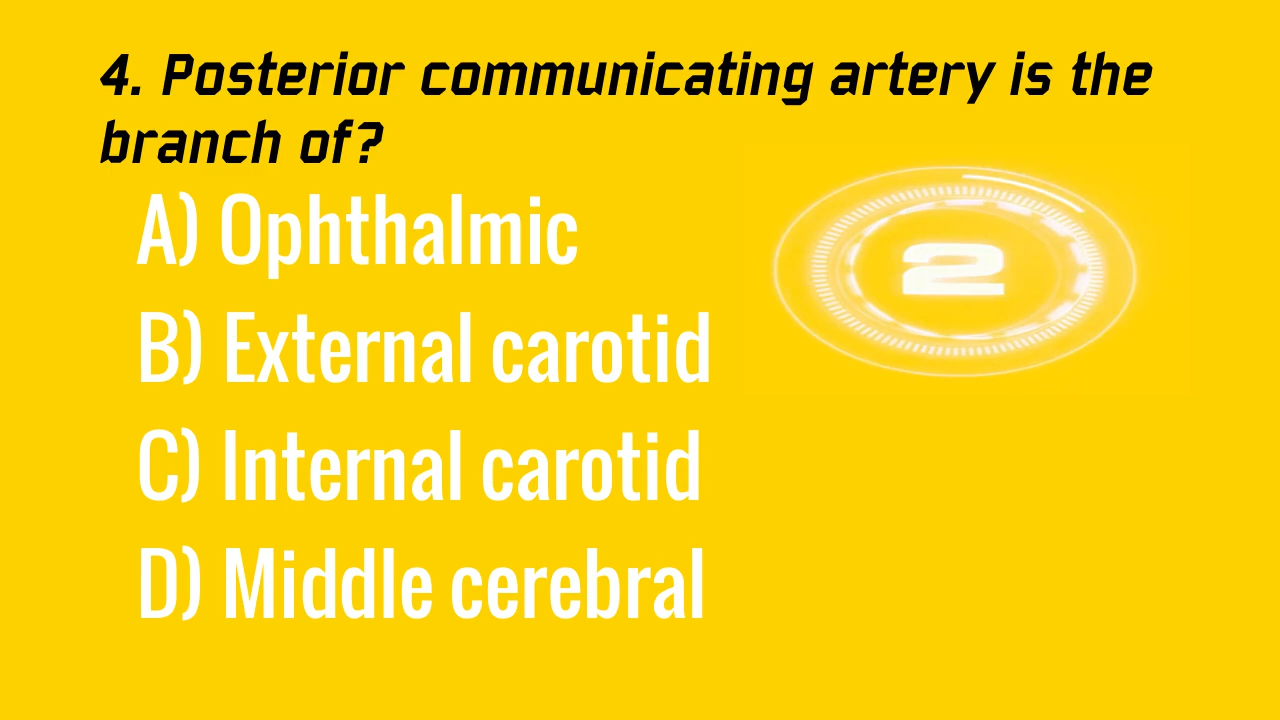 4. Posterior communicating artery is the
branch of?
A) Ophthalmic
2
B) External carotid
C) Internal carotid
D) Middle cerebral